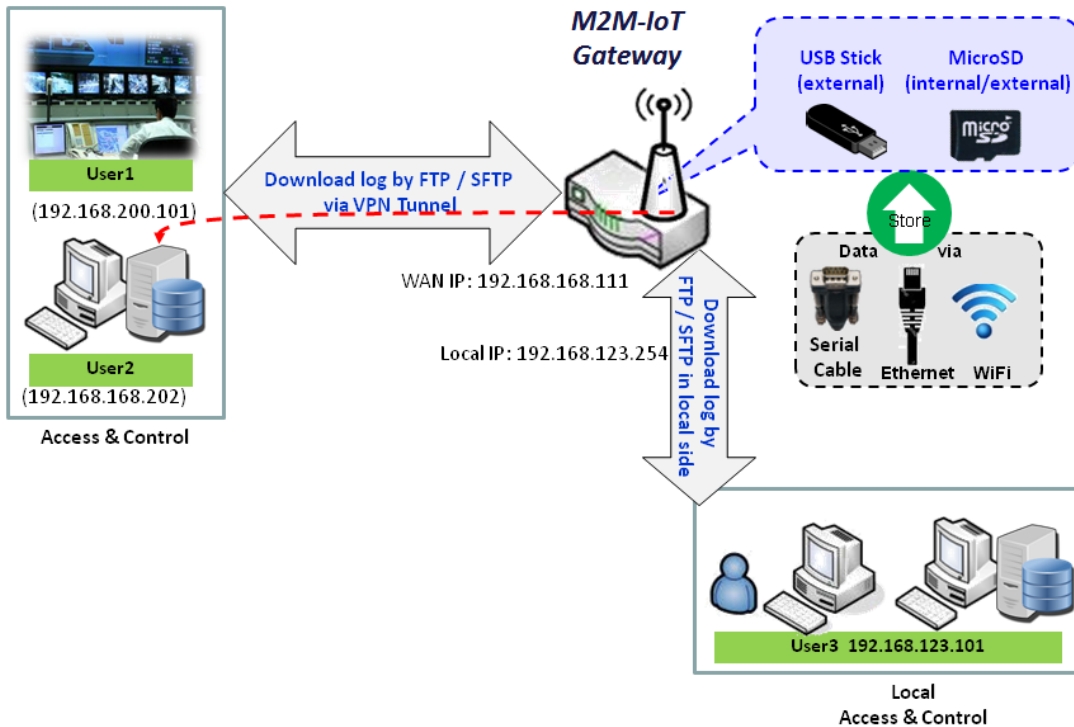 M2M-IoT
Gateway
USB Stick
(external)
MicroSD
(internal/external)
Micro
SD
User1
(192.168.200.101)
Download log by FTP / SFTP
via VPN Tunnel
Store
Data via
Serial
Cable
Ethernet
WiFi
WAN IP: 192.168.168.111
Local IP: 192.168.123.254
Download log by
FTP / SFTP in local side
User2
(192.168.168.202)
Access & Control
User3 192.168.123.101
Local
Access & Control